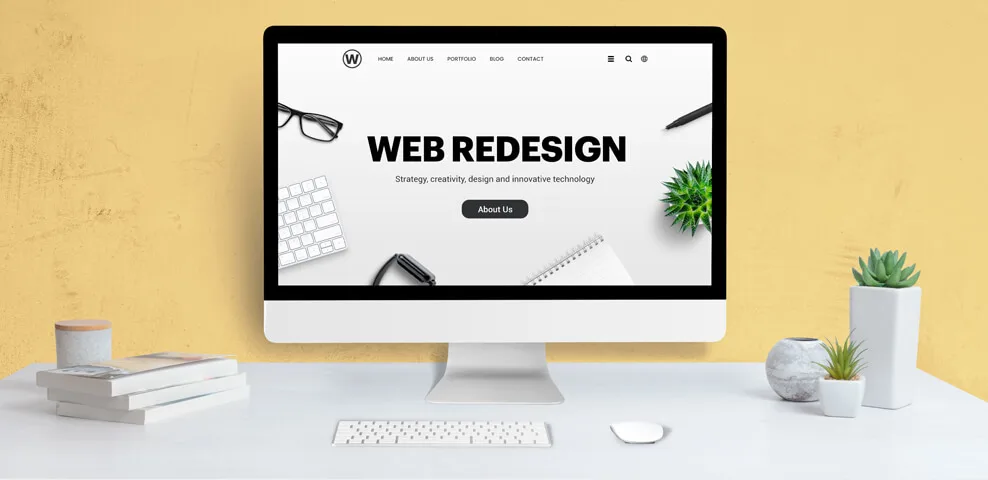 W
HOME ABOUT US PORTFOLIO BLOG CONTACT
WEB REDESIGN
Strategy, creativity, design and innovative technology
About Us